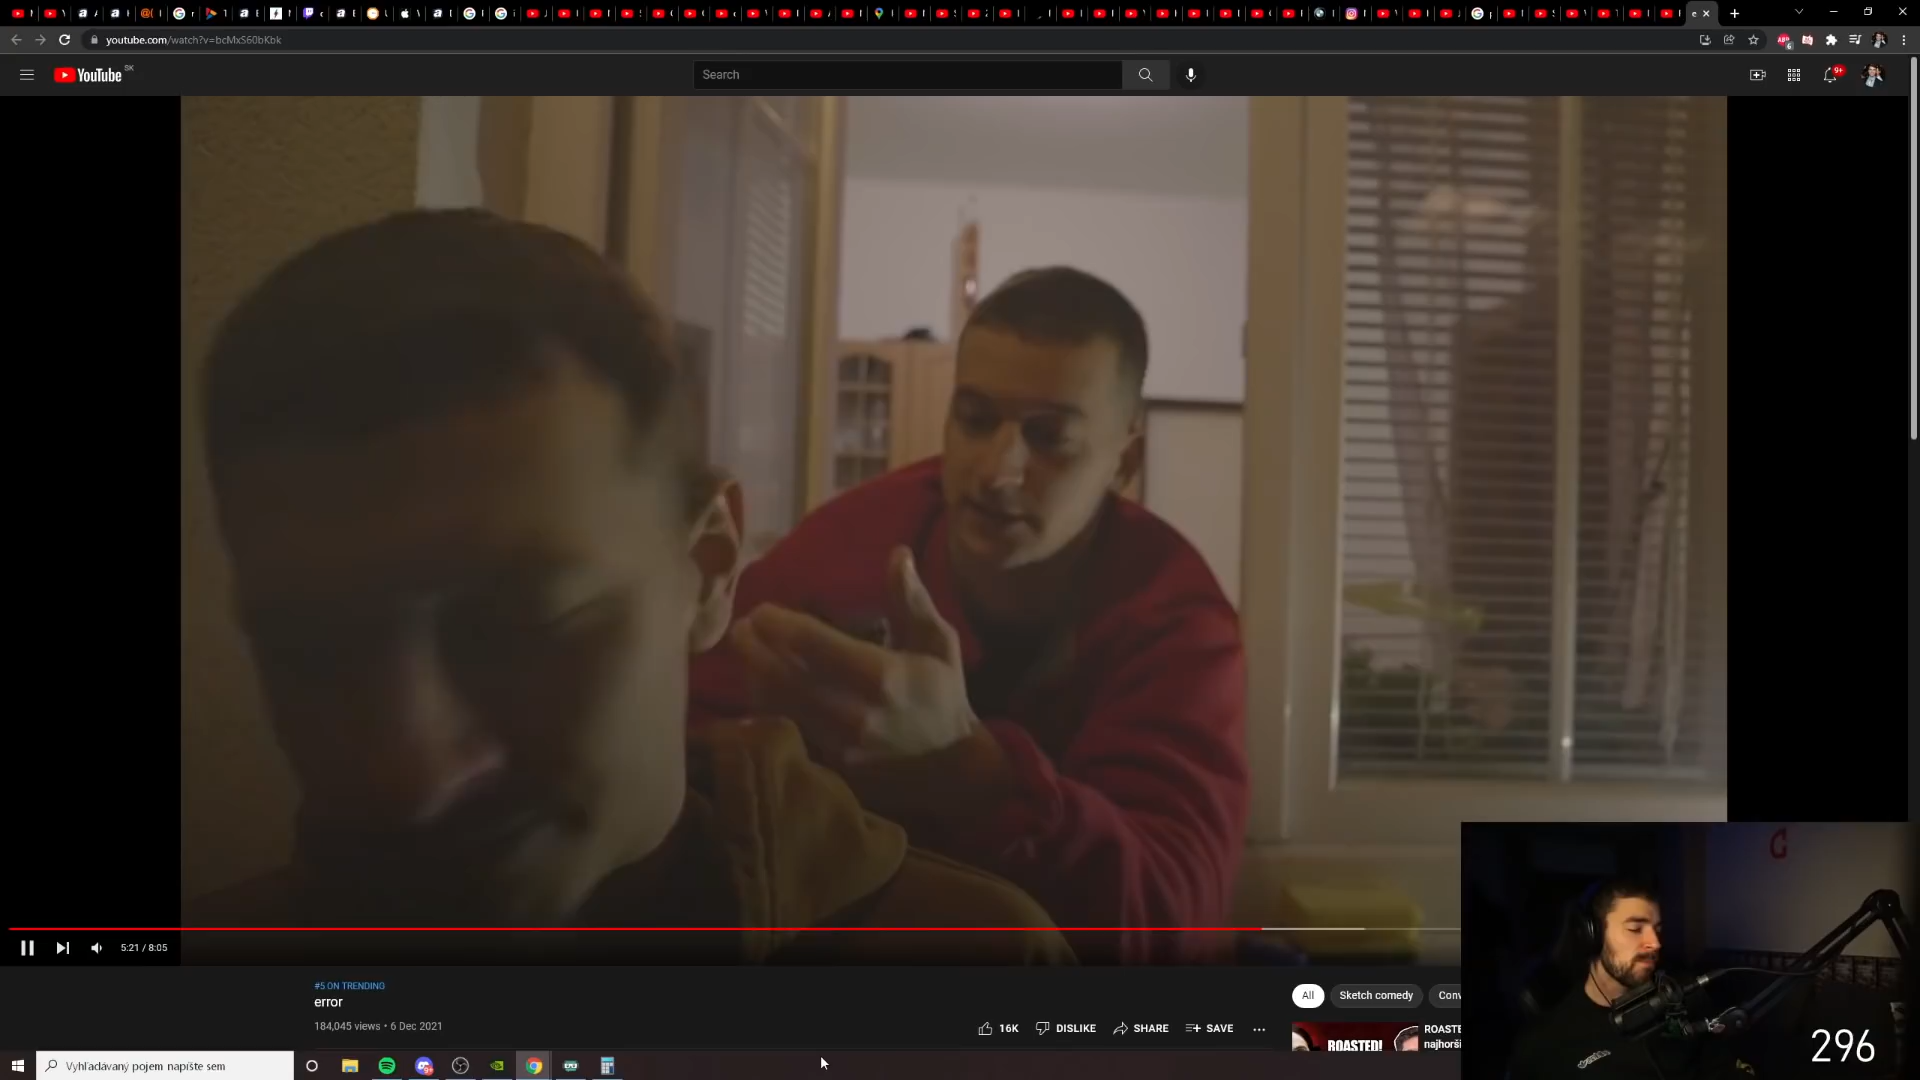 youtube.com/watch?v=bcMxS60bKbk
YouTube SK
Search
9+
5:21 / 8:05
#5 ON TRENDING
error
184,045 views • 6 Dec 2021
16K
DISLIKE
SHARE
SAVE
All
Sketch comedy
Conv
ROASTED!
ROASTE
najhorši
Vyhľadávaný pojem napíšte sem
296